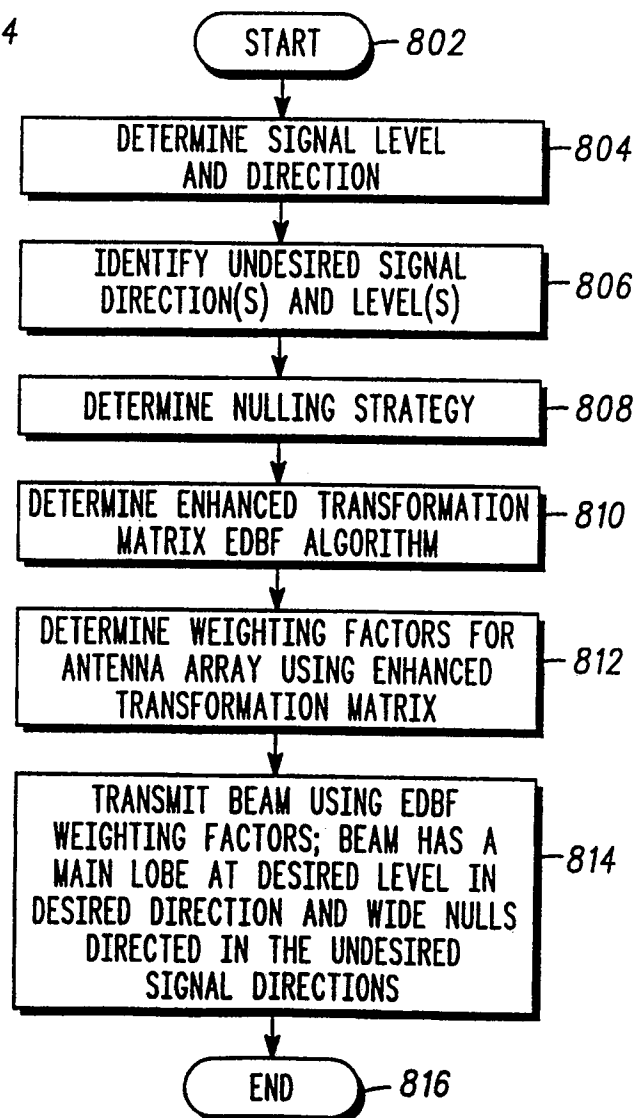 4
START 802
DETERMINE SIGNAL LEVEL
AND DIRECTION
804
IDENTIFY UNDESIRED SIGNAL
DIRECTION(S) AND LEVEL(S)
806
DETERMINE NULLING STRATEGY 808
DETERMINE ENHANCED TRANSFORMATION
MATRIX EDBF ALGORITHM
810
DETERMINE WEIGHTING FACTORS FOR
ANTENNA ARRAY USING ENHANCED
TRANSFORMATION MATRIX
812
TRANSMIT BEAM USING EDBF
WEIGHTING FACTORS; BEAM HAS A
MAIN LOBE AT DESIRED LEVEL IN
DESIRED DIRECTION AND WIDE NULLS
DIRECTED IN THE UNDESIRED
SIGNAL DIRECTIONS
814
END 816